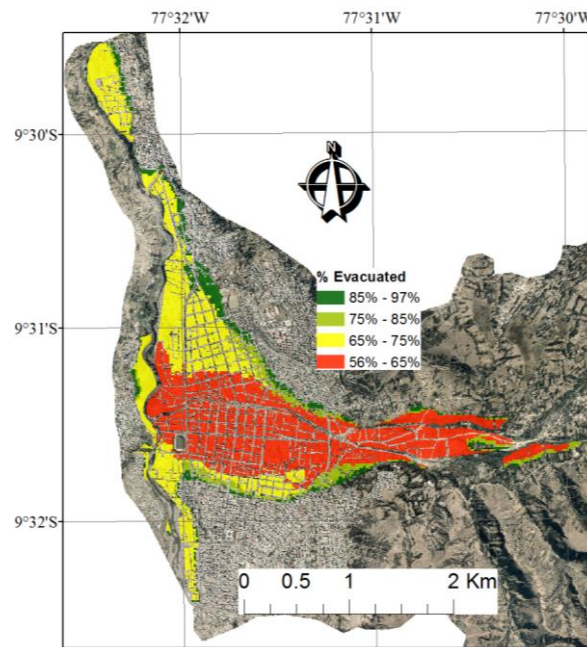 77°32'W 77°31'W 77°30'W
9°30'S
N
% Evacuated
85% - 97%
75% - 85%
9°31'S
65% - 75%
56% - 65%
9°32'S
0 0.5 1 2 Km